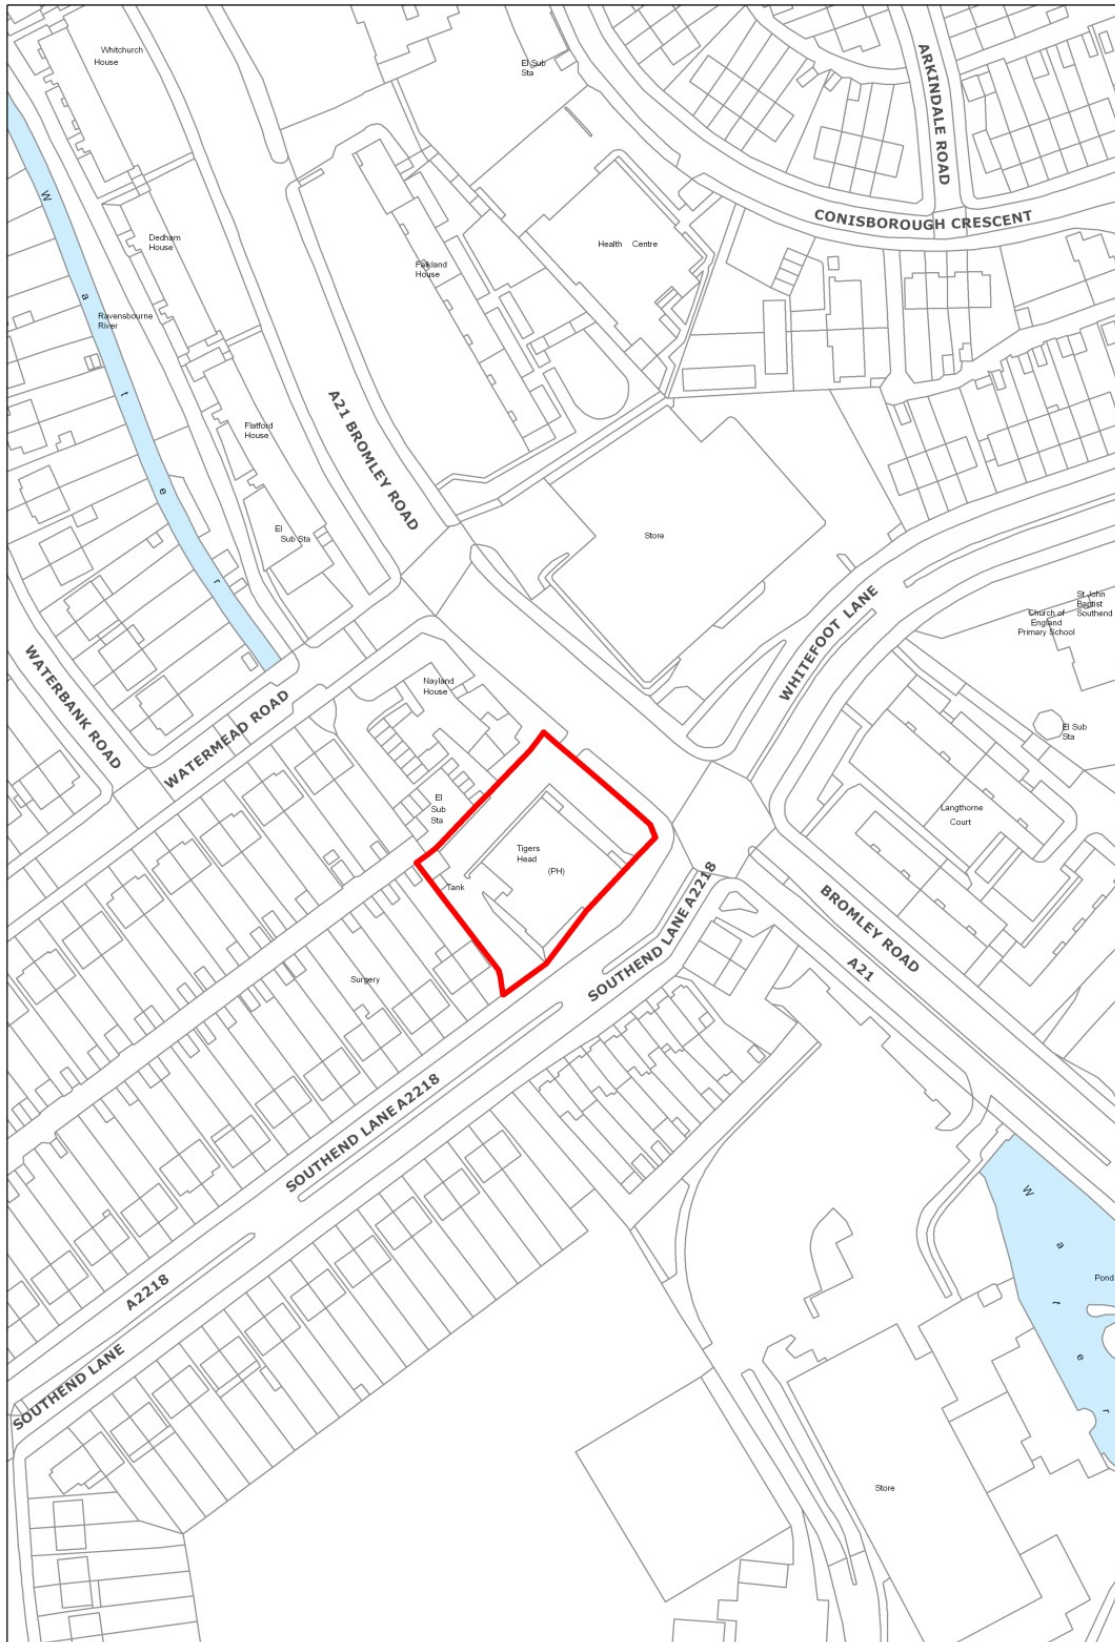 Whitchurch
House
El Sub
Sta
ARKINDALE ROAD
CONISBOROUGH CRESCENT
Water
Dedham
House
Health Centre
Falkland
House
Ravensbourne
River
A21 BROMLEY ROAD
Flatford
House
El
Sub Sta
Store
WHITEFOOT LANE
St John
Baptist
Southend
Church of
England
Primary School
WATERBANK ROAD
WATERMEAD ROAD
Nayland
House
El Sub
Sta
El
Sub
Sta
Langthorne
Court
Tigers
Head
(PH)
Tank
SOUTHEND LANE A2218
BROMLEY ROAD
A21
Surgery
SOUTHEND LANE A2218
Water
Pond
A2218
SOUTHEND LANE
Store